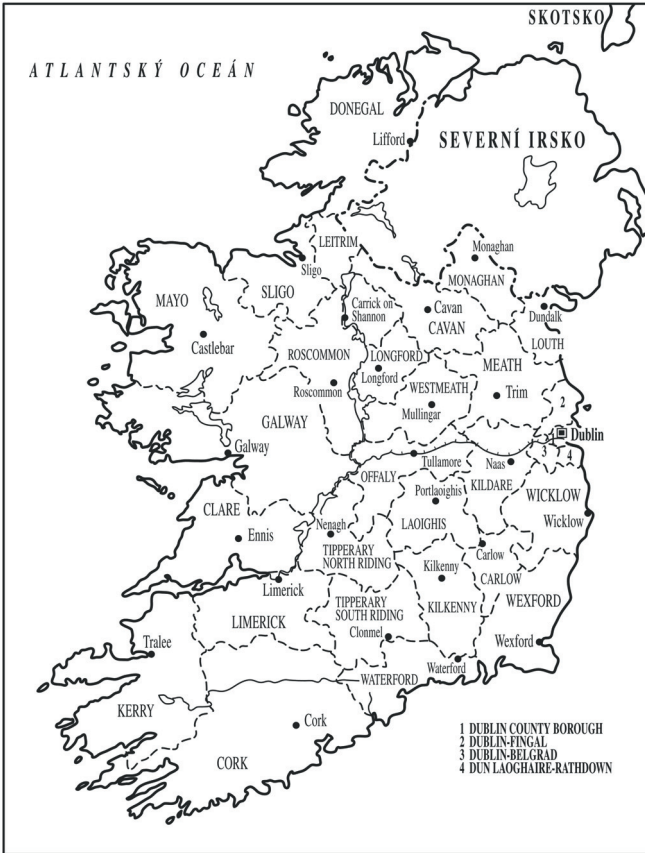 SKOTSKO
ATLANTSKÝ OCEÁN
DONEGAL
Lifford
SEVERNÍ IRSKO
LEITRIM
Monaghan
Sligo
MONAGHAN
MAYO
SLIGO
Carrick on
Shannon
Cavan
CAVAN
Dundalk
Castlebar
LOUTH
ROSCOMMON
LONGFORD
Longford
MEATH
Roscommon
WESTMEATH
Mullingar
Trim
2
GALWAY
Dublin
Galway
Tullamore
Naas
3
4
OFFALY
KILDARE
Portlaoighis
WICKLOW
CLARE
LAOIGHIS
Wicklow
Nenagh
Ennis
TIPPERARY
NORTH RIDING
Carlow
Kilkenny
CARLOW
Limerick
TIPPERARY
SOUTH RIDING
KILKENNY
WEXFORD
LIMERICK
Clonmel
Tralee
Wexford
Waterford
WATERFORD
KERRY
Cork
CORK
1 DUBLIN COUNTY BOROUGH
2 DUBLIN-FINGAL
3 DUBLIN-BELGRAD
4 DUN LAOGHAIRE-RATHDOWN